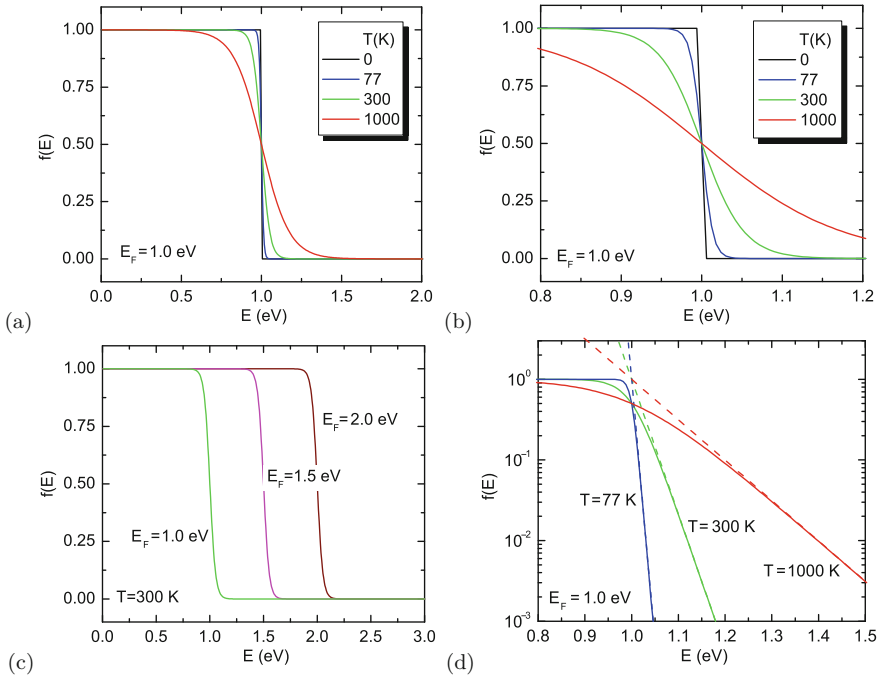 1.00
0.75
0.50
0.25
0.00
f(E)
T(K)
0
77
300
1000
E_F=1.0 eV
0.0 0.5 1.0 1.5 2.0
E (eV)
(a)
1.00
0.75
0.50
0.25
0.00
f(E)
T(K)
0
77
300
1000
E_F=1.0 eV
0.8 0.9 1.0 1.1 1.2
E (eV)
(b)
1.00
0.75
0.50
0.25
0.00
f(E)
E_F=2.0 eV
E_F=1.5 eV
E_F=1.0 eV
T=300 K
0.0 0.5 1.0 1.5 2.0 2.5 3.0
E (eV)
(c)
10^0
10^-1
10^-2
10^-3
f(E)
T=77 K
T=300 K
T=1000 K
E_F=1.0 eV
0.8 0.9 1.0 1.1 1.2 1.3 1.4 1.5
E (eV)
(d)